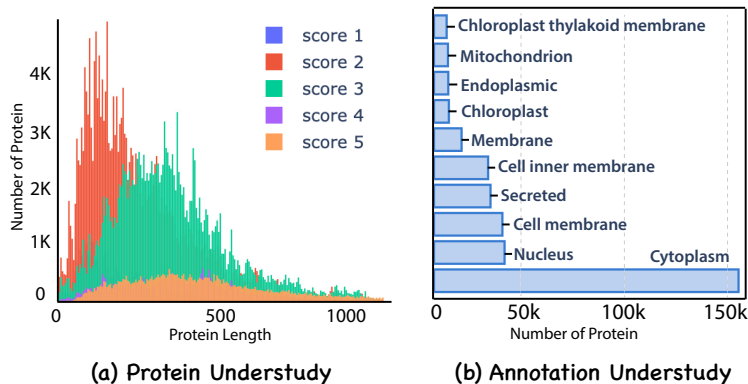 Number of Protein
4K
3K
2K
1K
0
0
500
1000
Protein Length
score 1
score 2
score 3
score 4
score 5
(a) Protein Understudy
Chloroplast thylakoid membrane
Mitochondrion
Endoplasmic
Chloroplast
Membrane
Cell inner membrane
Secreted
Cell membrane
Nucleus
Cytoplasm
0
50k
100k
150k
Number of Protein
(b) Annotation Understudy